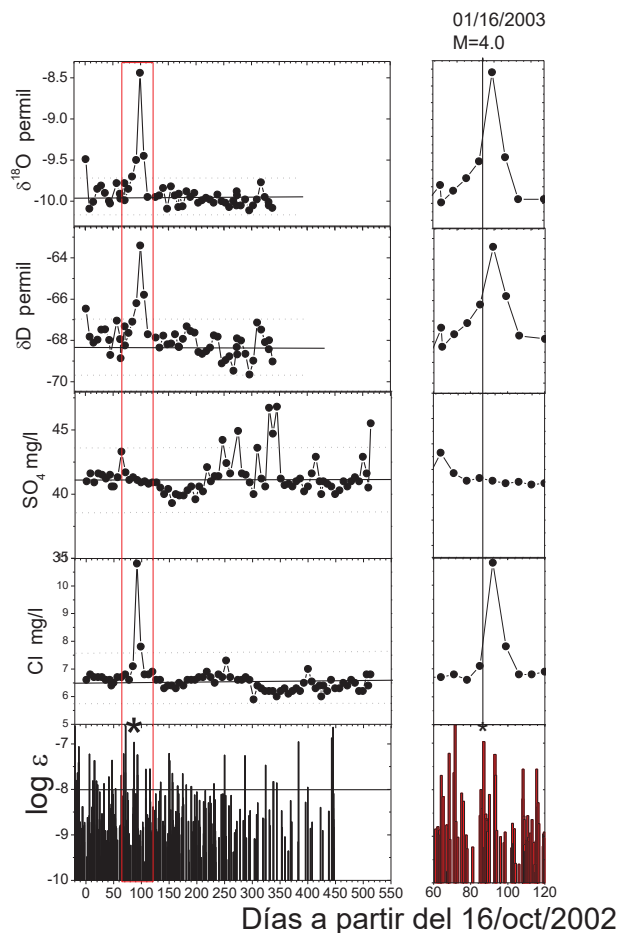 01/16/2003
M=4.0
δ¹⁸O permil
-8.5
-9.0
-9.5
-10.0
δD permil
-64
-66
-68
-70
SO₄ mg/l
45
40
35
Cl mg/l
10
9
8
7
6
5
*
*
log ε
-7
-8
-9
-10
0 50 100 150 200 250 300 350 400 450 500 550
60 80 100 120
Días a partir del 16/oct/2002